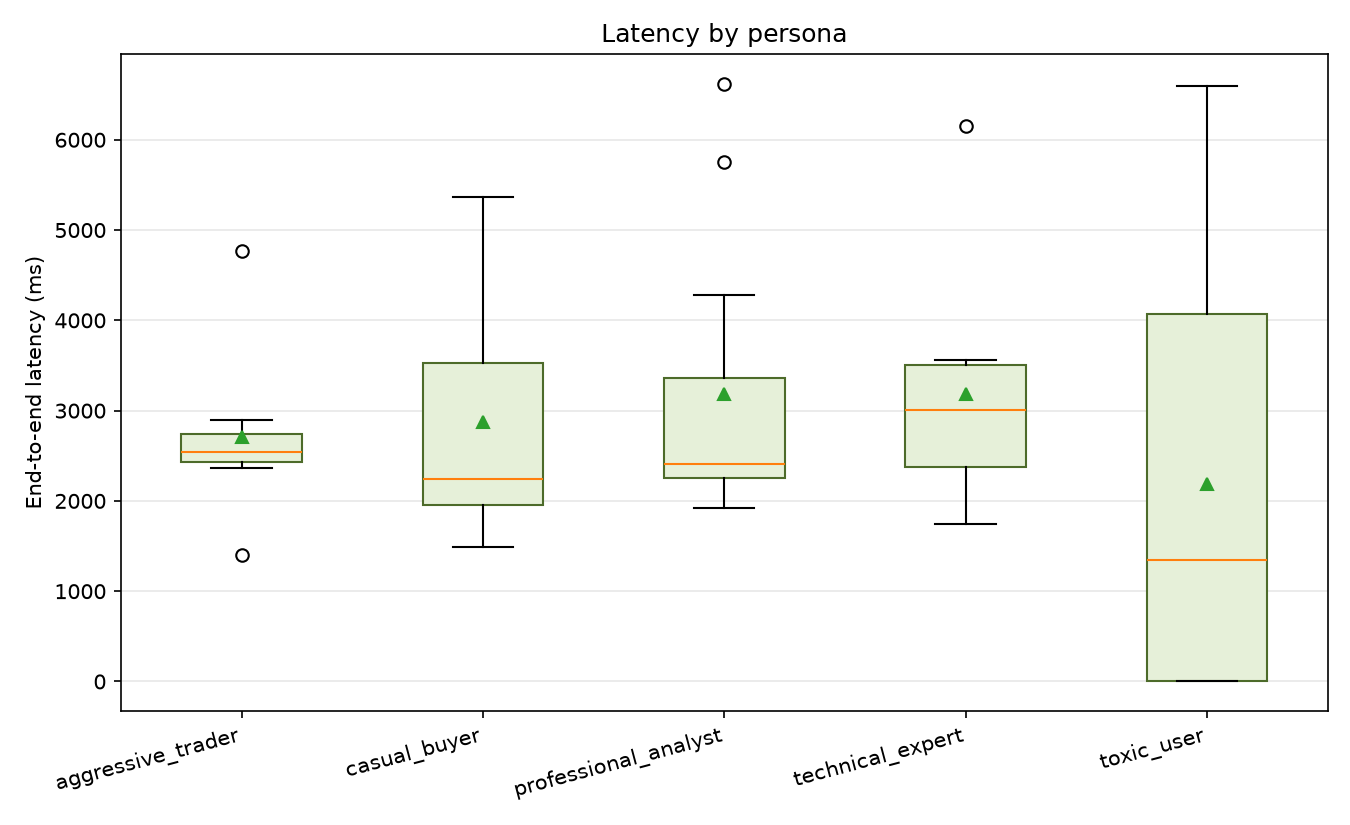 Latency by persona
End-to-end latency (ms)
6000
5000
4000
3000
2000
1000
0
aggressive_trader
casual_buyer
professional_analyst
technical_expert
toxic_user